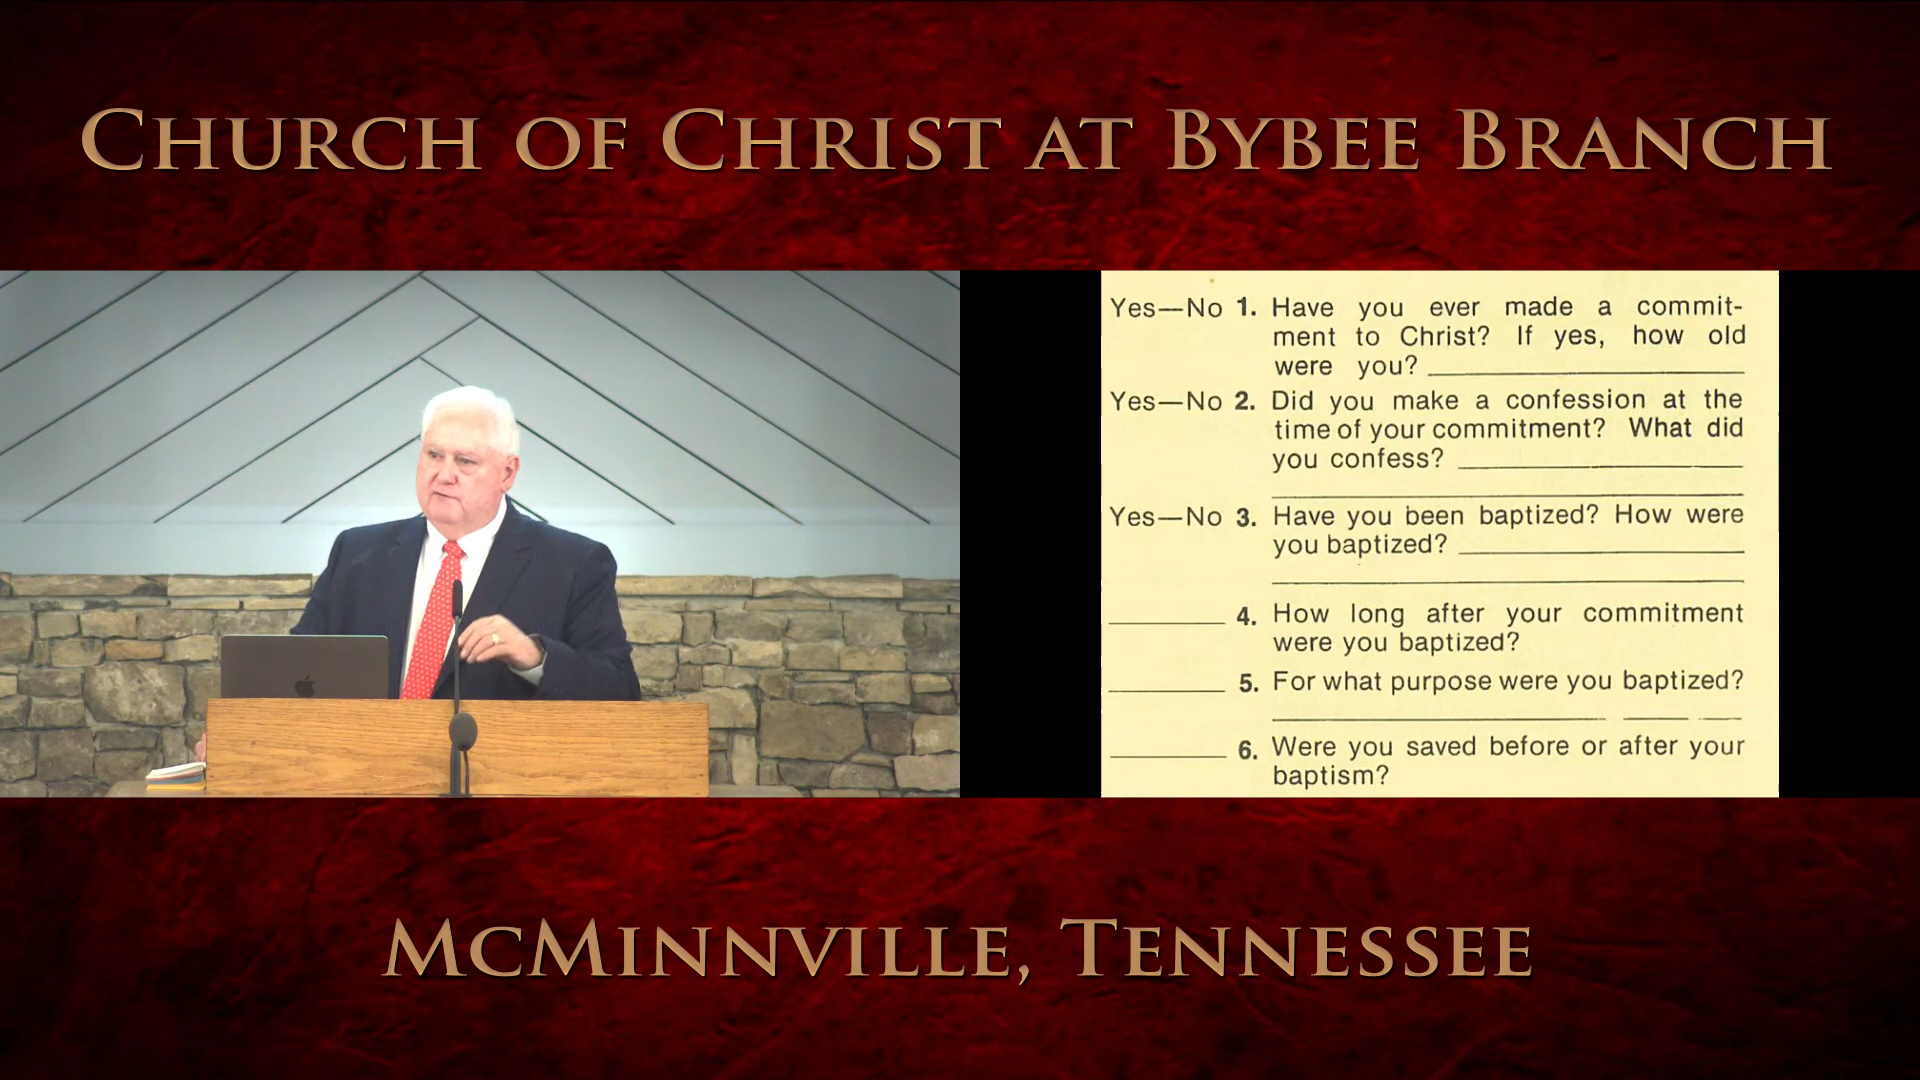 CHURCH OF CHRIST AT BYBEE BRANCH
Yes—No 1. Have you ever made a commit-
ment to Christ? If yes, how old
were you?
Yes—No 2. Did you make a confession at the
time of your commitment? What did
you confess?
Yes—No 3. Have you been baptized? How were
you baptized?
4. How long after your commitment
were you baptized?
5. For what purpose were you baptized?
6. Were you saved before or after your
baptism?
MCMINNVILLE, TENNESSEE